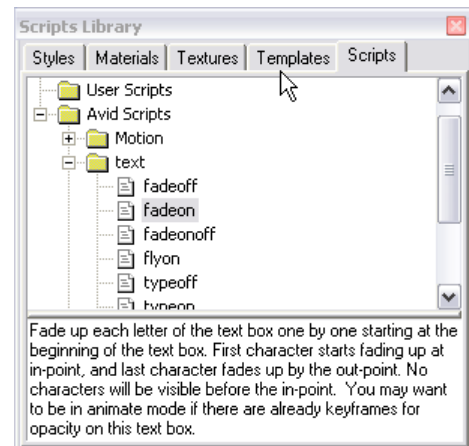 Scripts Library
Styles Materials Textures Templates Scripts
User Scripts
Avid Scripts
Motion
text
fadeoff
fadeon
fadeonoff
flyon
typeoff
typeon
Fade up each letter of the text box one by one starting at the
beginning of the text box. First character starts fading up at
in-point, and last character fades up by the out-point. No
characters will be visible before the in-point. You may want
to be in animate mode if there are already keyframes for
opacity on this text box.